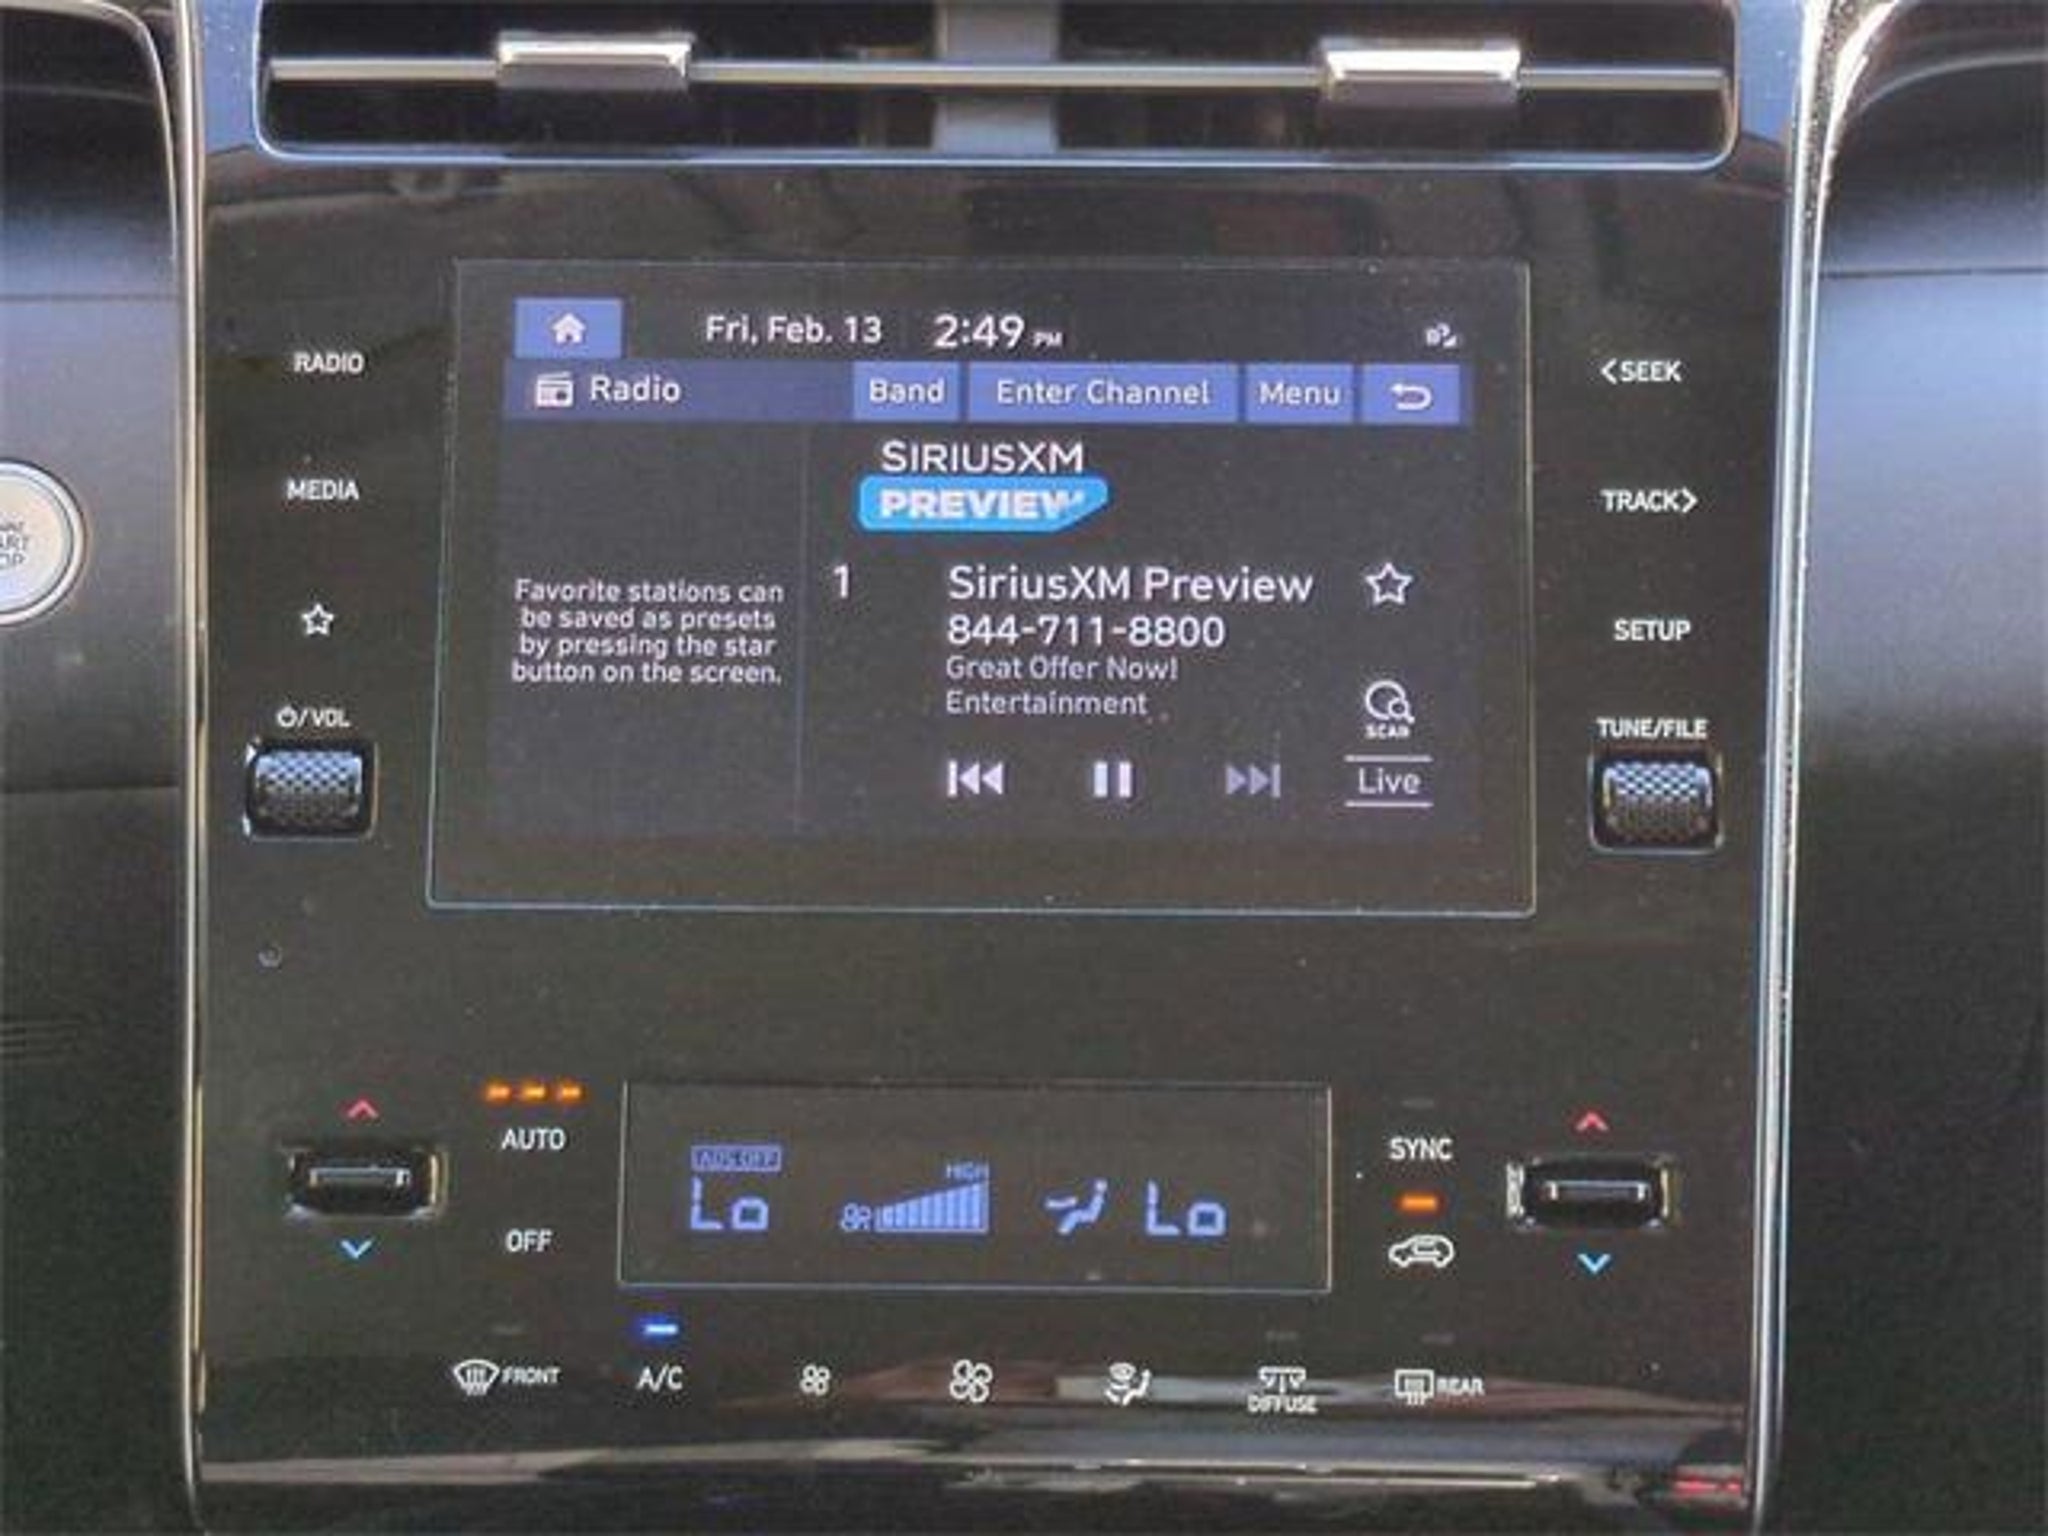 Fri, Feb. 13 2:49 PM
Radio Band Enter Channel Menu
SIRIUSXM
PREVIEW
1 SiriusXM Preview
844-711-8800
Great Offer Now!
Entertainment
Favorite stations can
be saved as presets
by pressing the star
button on the screen.
SCAN
Live
RADIO
MEDIA
/VOL
<SEEK
TRACK>
SETUP
TUNE/FILE
AUTO
OFF
ADS OFF
Lo
HIGH
Lo
SYNC
FRONT
A/C
DIFFUSE
REAR